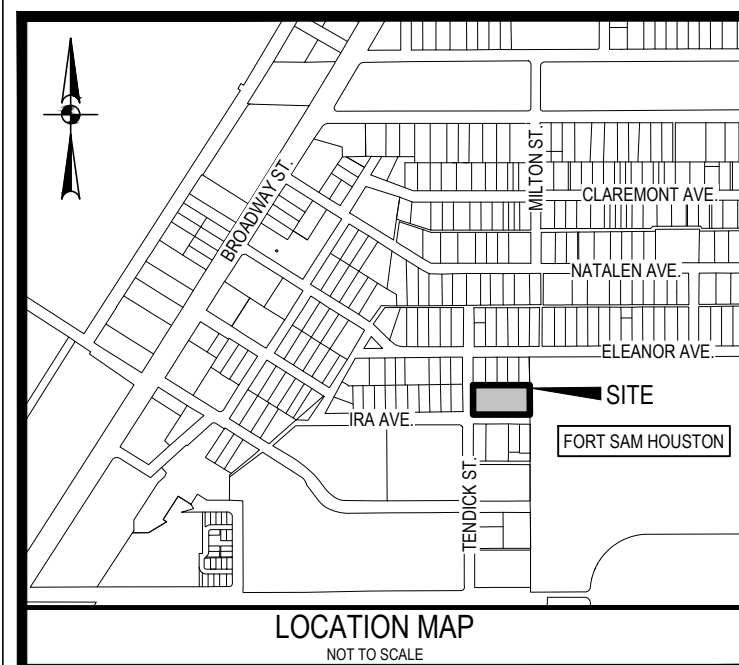 BROADWAY ST.
MILTON ST.
CLAREMONT AVE.
NATALEN AVE.
ELEANOR AVE.
SITE
IRA AVE.
FORT SAM HOUSTON
TENDICK ST.
LOCATION MAP
NOT TO SCALE